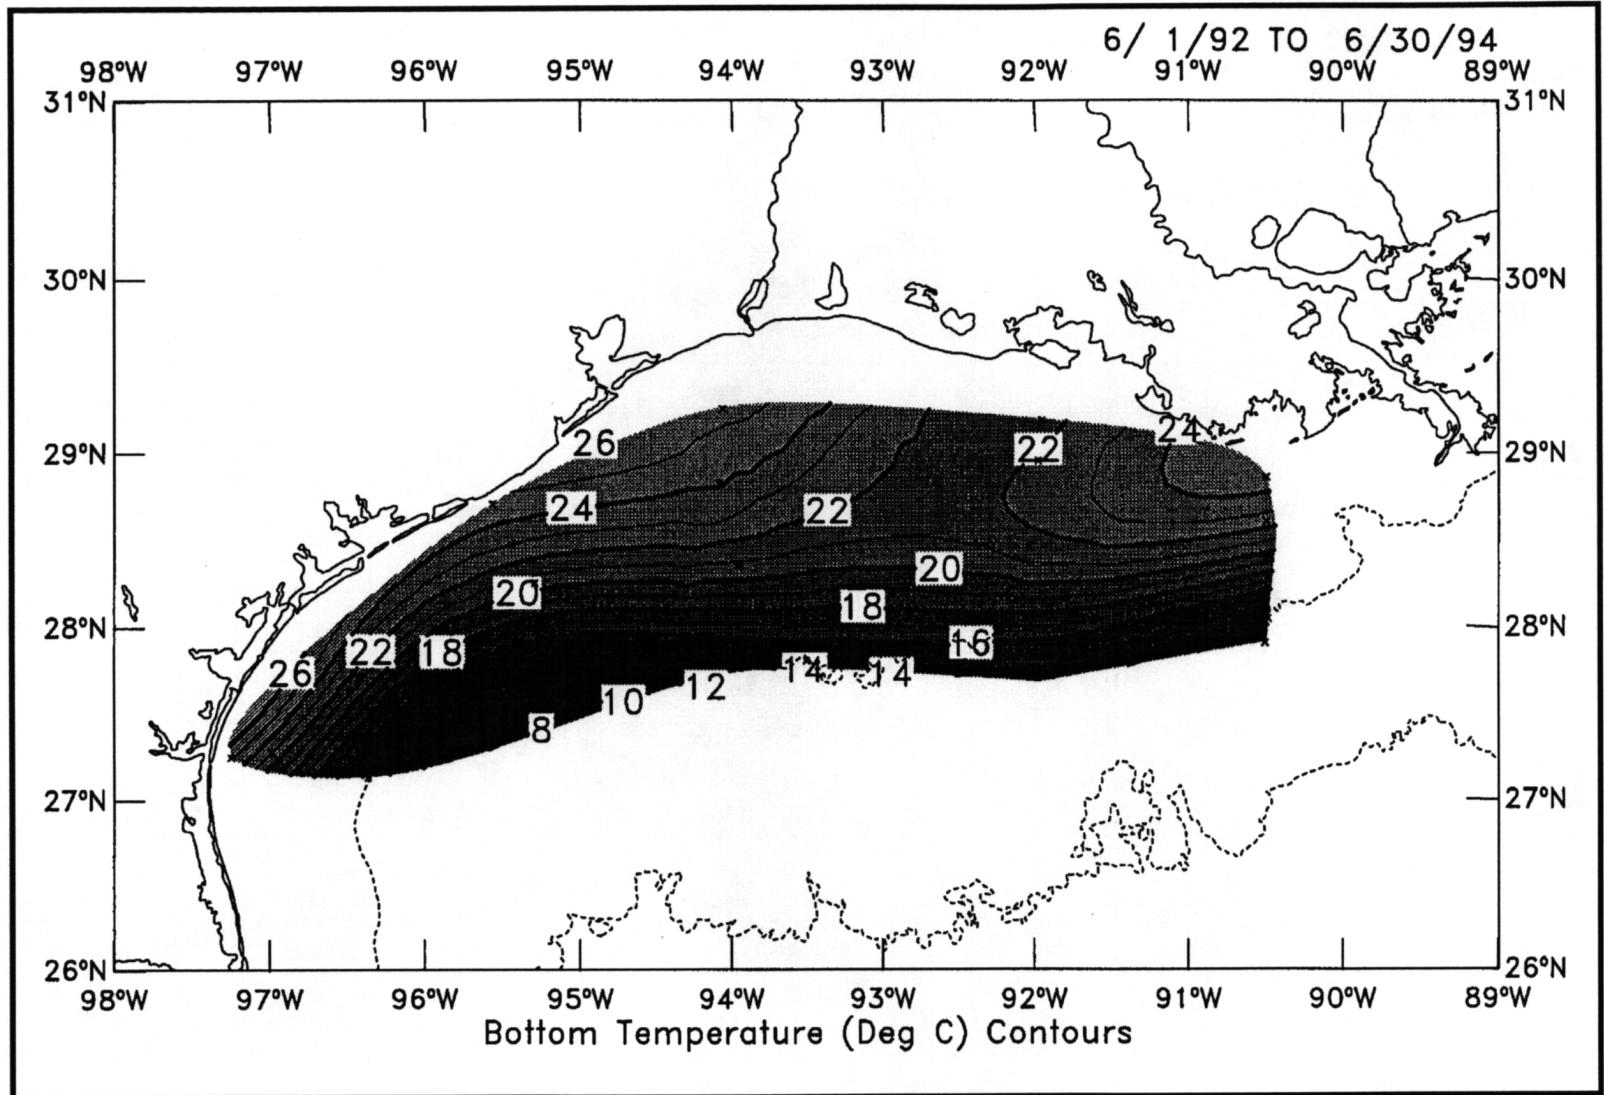 6/ 1/92 TO 6/30/94
98°W 97°W 96°W 95°W 94°W 93°W 92°W 91°W 90°W 89°W
31°N 31°N
30°N 30°N
24
26 22
29°N 29°N
24 22
20
20
18
28°N 28°N
16
22 18
26 14 14
12
10
8
27°N 27°N
26°N 26°N
98°W 97°W 96°W 95°W 94°W 93°W 92°W 91°W 90°W 89°W
Bottom Temperature (Deg C) Contours